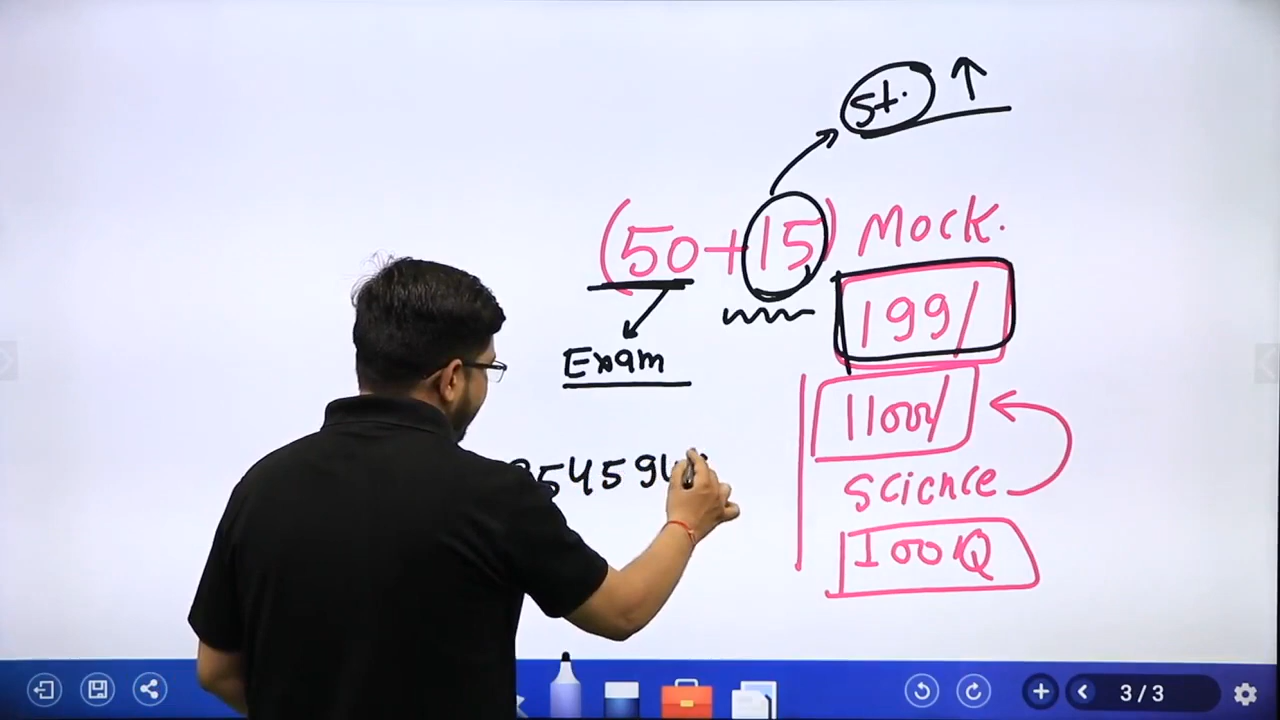 St. ↑
(50+15) Mock.
199/
Exam
1100/
Science
100Q
3/3